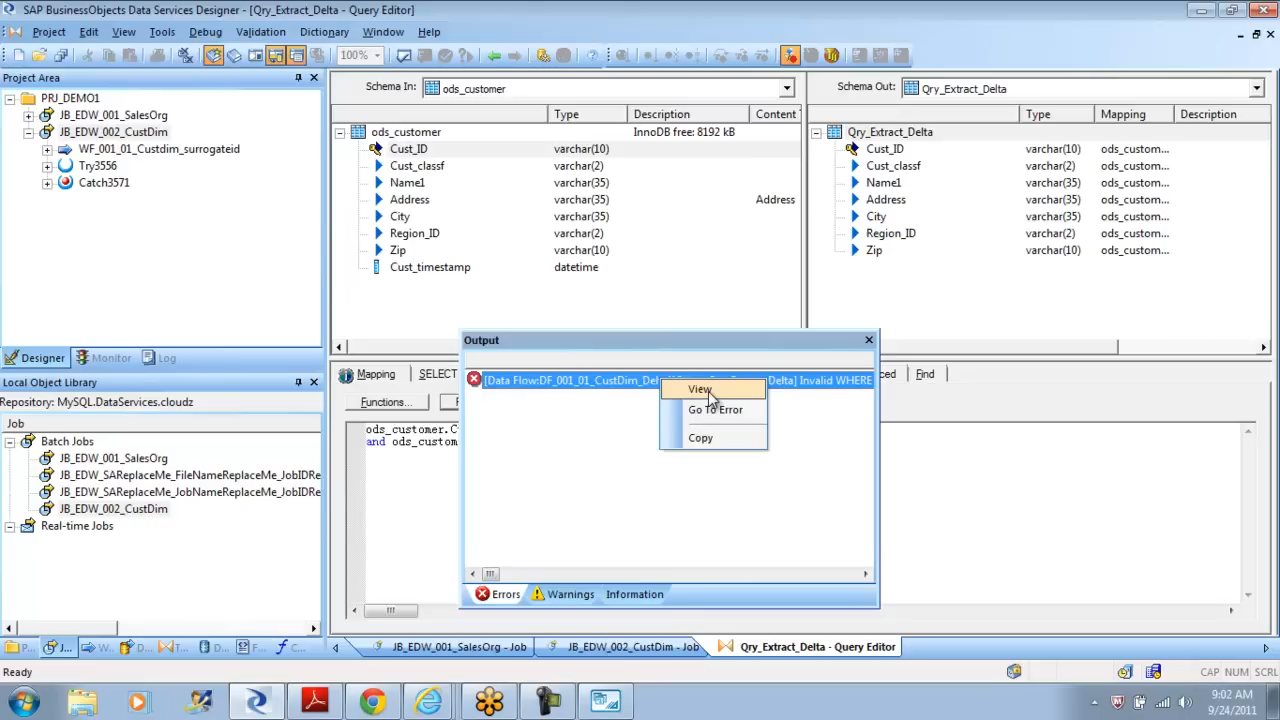 SAP BusinessObjects Data Services Designer - [Qry_Extract_Delta - Query Editor]
Project Edit View Tools Debug Validation Dictionary Window Help
100%
Project Area
PRJ_DEMO1
JB_EDW_001_SalesOrg
JB_EDW_002_CustDim
WF_001_01_Custdim_surrogateid
Try3556
Catch3571
Designer Monitor Log
Local Object Library
Repository: MySQL.DataServices.cloudz
Job
Batch Jobs
JB_EDW_001_SalesOrg
JB_EDW_SAReplaceMe_FileNameReplaceMe_JobIDRe
JB_EDW_SAReplaceMe_JobNameReplaceMe_JobIDRe
JB_EDW_002_CustDim
Real-time Jobs
P... J... W... D... T... D... F... C...
Schema In: ods_customer
Type Description Content
ods_customer InnoDB free: 8192 kB
Cust_ID varchar(10)
Cust_classf varchar(2)
Name1 varchar(35)
Address varchar(35) Address
City varchar(35)
Region_ID varchar(2)
Zip varchar(10)
Cust_timestamp datetime
Schema Out: Qry_Extract_Delta
Type Mapping Description
Qry_Extract_Delta
Cust_ID varchar(10) ods_custom...
Cust_classf varchar(2) ods_custom...
Name1 varchar(35) ods_custom...
Address varchar(35) ods_custom...
City varchar(35) ods_custom...
Region_ID varchar(2) ods_custom...
Zip varchar(10) ods_custom...
Mapping SELECT Find
Functions...
ods_customer.C
and ods_custom
Output
[Data Flow:DF_001_01_CustDim_De Delta] Invalid WHERE
View
Go To Error
Copy
Errors Warnings Information
JB_EDW_001_SalesOrg - Job JB_EDW_002_CustDim - Job Qry_Extract_Delta - Query Editor
Ready CAP NUM SCRL
9:02 AM
9/24/2011